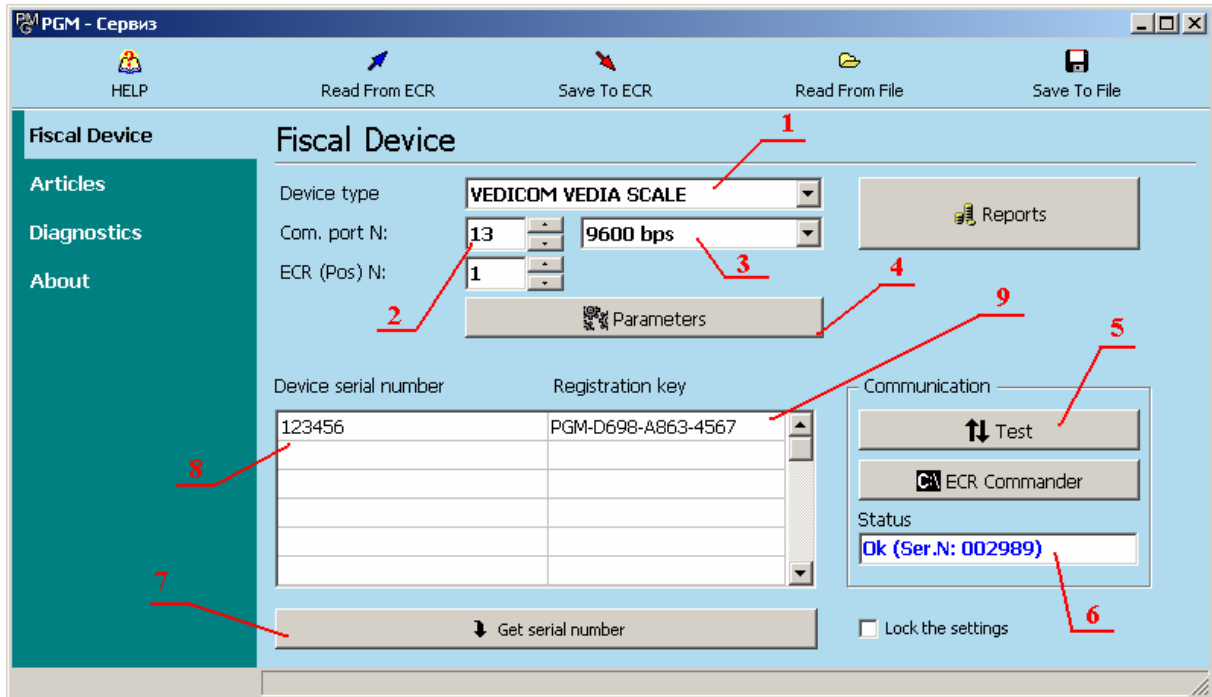 PGM - Сервиз
HELP
Read From ECR
Save To ECR
Read From File
Save To File
Fiscal Device
Articles
Diagnostics
About
Fiscal Device
1
Device type
VEDICOM VEDIA SCALE
Reports
Com. port N:
13
9600 bps
2
3
ECR (Pos) N:
1
4
Parameters
9
5
Device serial number
Registration key
Communication
123456
PGM-D698-A863-4567
Test
8
C:\ ECR Commander
Status
Ok (Ser.N: 002989)
7
6
Get serial number
Lock the settings